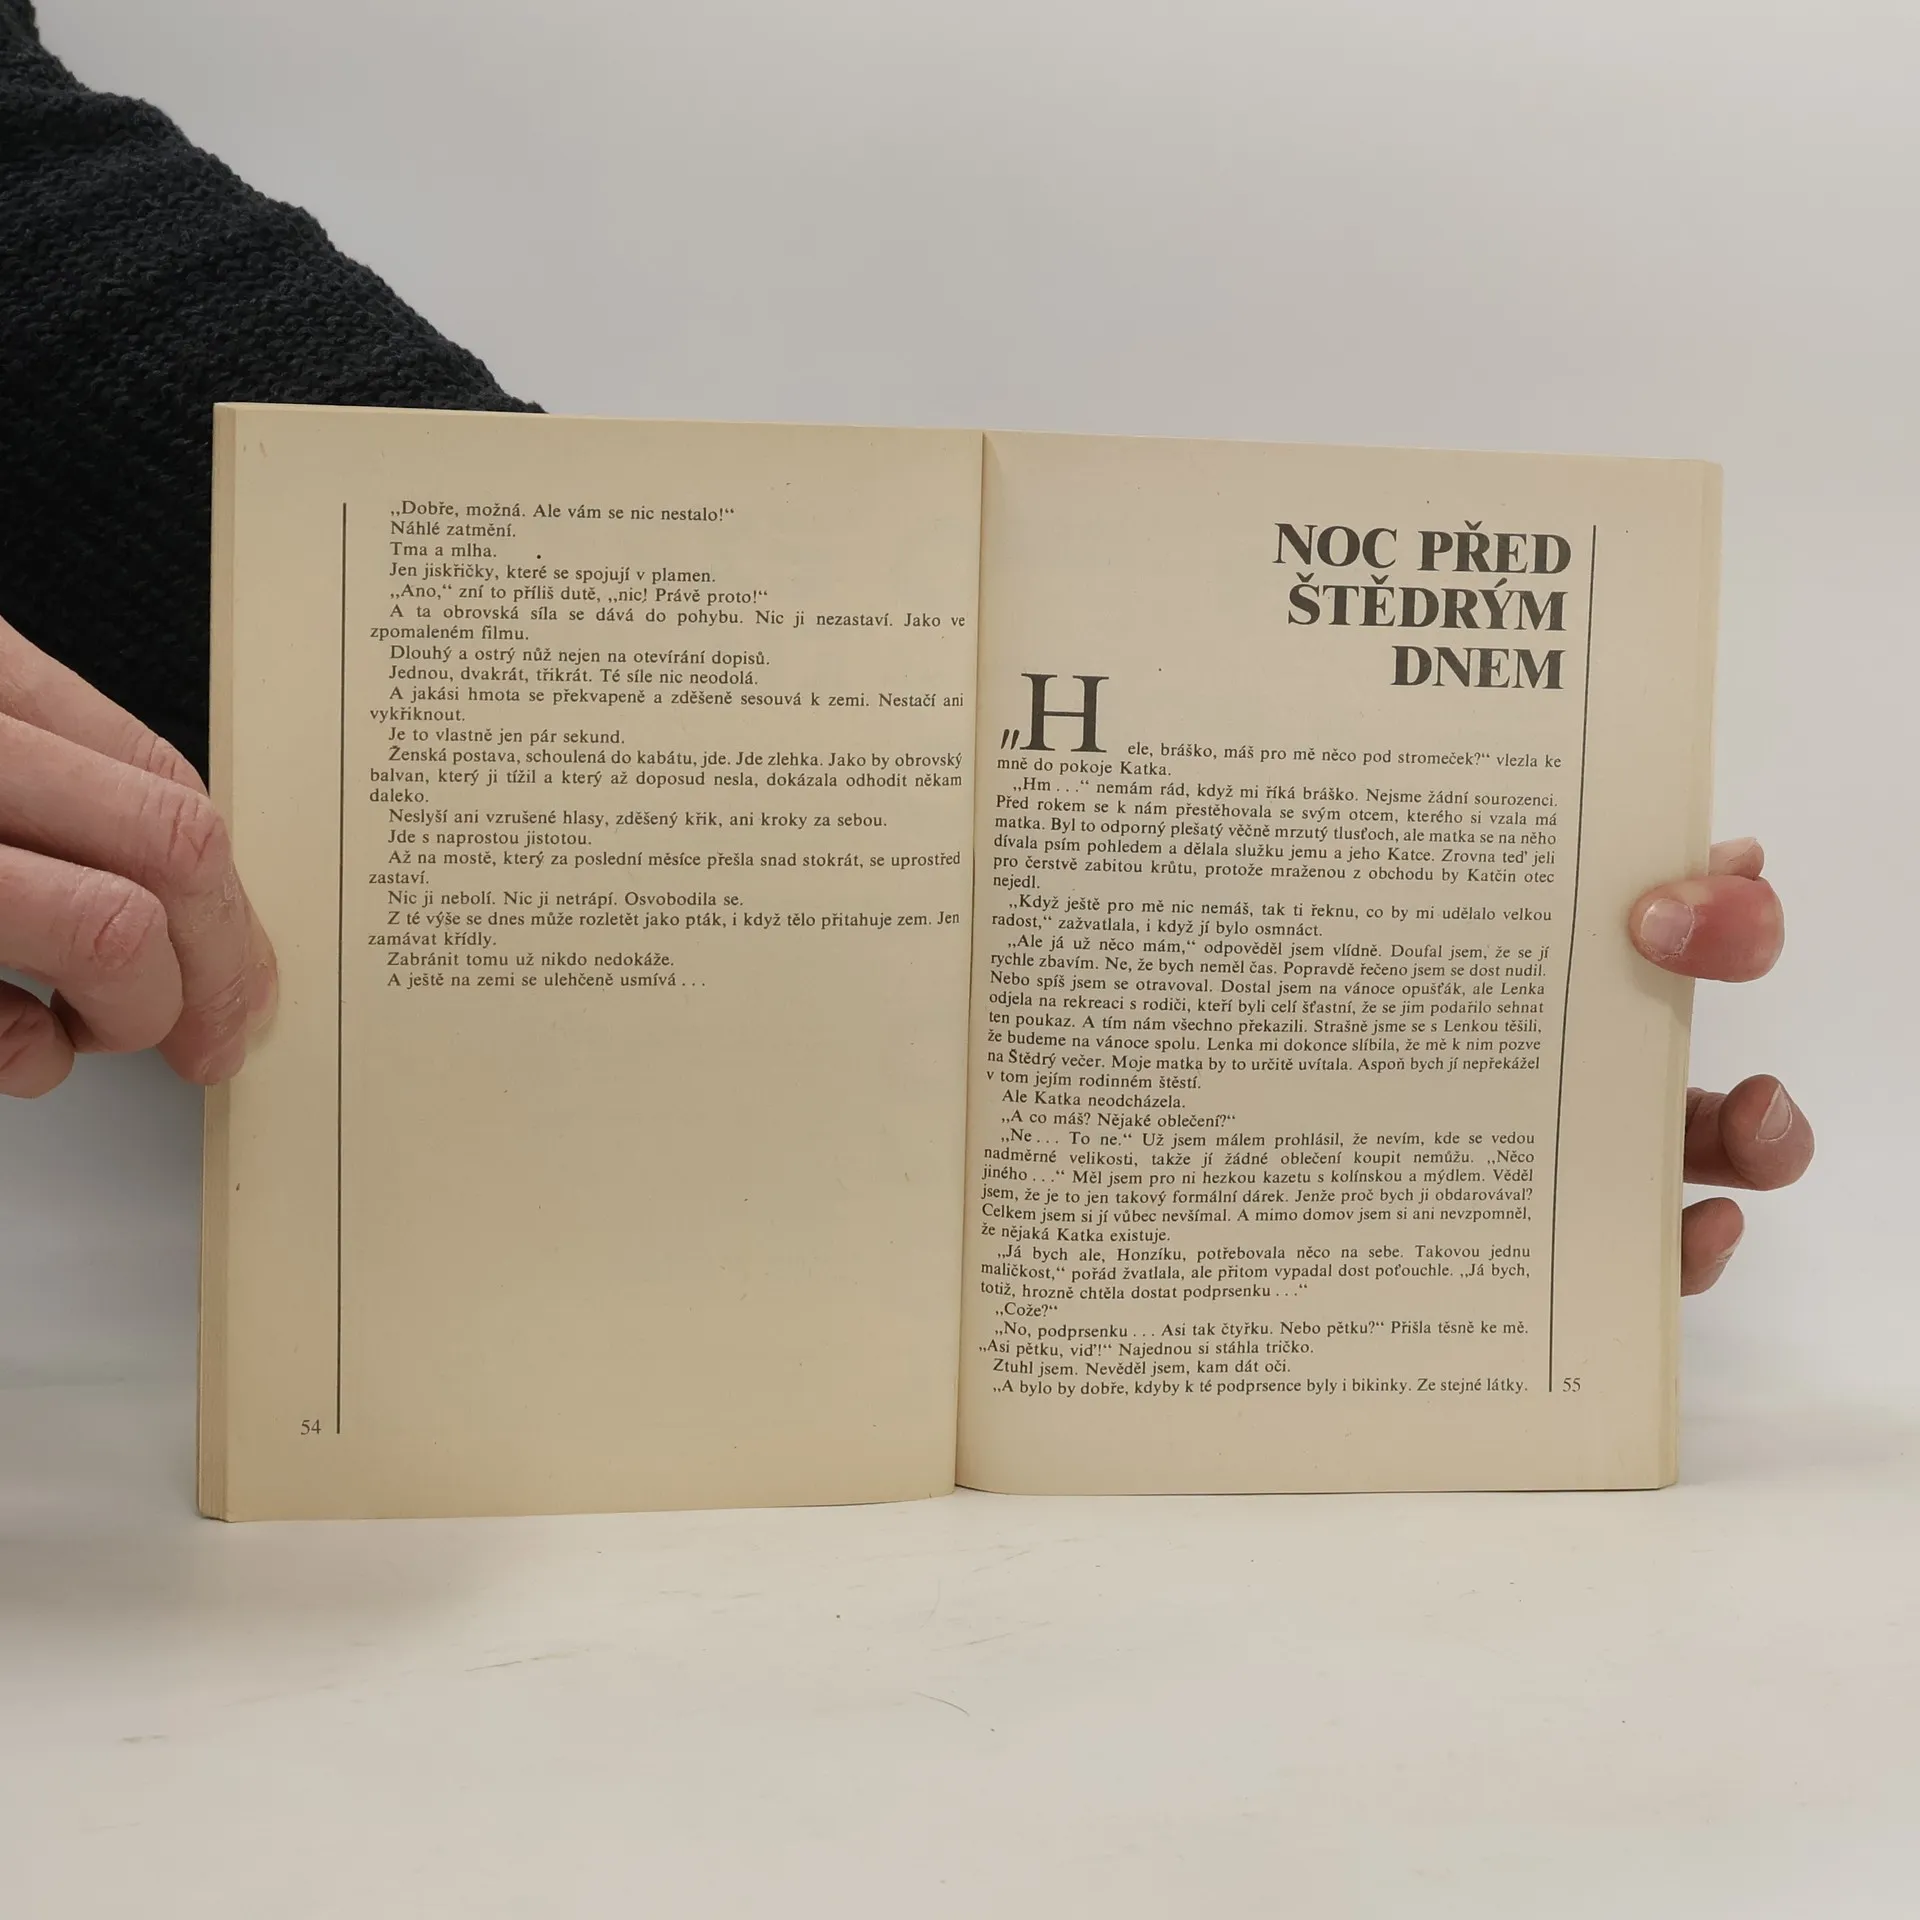 „Dobře, možná. Ale vám se nic nestalo!“
Náhlé zatmění.
Tma a mlha.
Jen jiskřičky, které se spojují v plamen.
„Ano,“ zní to příliš dutě, „nic! Právě proto!“
A ta obrovská síla se dává do pohybu. Nic ji nezastaví. Jako ve
zpomaleném filmu.
Dlouhý a ostrý nůž nejen na otevírání dopisů.
Jednou, dvakrát, třikrát. Té síle nic neodolá.
A jakási hmota se překvapeně a zděšeně sesouvá k zemi. Nestačí ani
vykřiknout.
Je to vlastně jen pár sekund.
Ženská postava, schoulená do kabátu, jde. Jde zlehka. Jako by obrovský
balvan, který ji tížil a který až doposud nesla, dokázala odhodit někam
daleko.
Neslyší ani vzrušené hlasy, zděšený křik, ani kroky za sebou.
Jde s naprostou jistotou.
Až na mostě, který za poslední měsíce přešla snad stokrát, se uprostřed
zastaví.
Nic ji nebolí. Nic ji netrápí. Osvobodila se.
Z té výše se dnes může rozletět jako pták, i když tělo přitahuje zem. Jen
zamávat křídly.
Zabránit tomu už nikdo nedokáže.
A ještě na zemi se ulehčeně usmívá . . .
54
NOC PŘED
ŠTĚDRÝM
DNEM
„Hele, bráško, máš pro mě něco pod stromeček?“ vlezla ke
mně do pokoje Katka.
„Hm . . .“ nemám rád, když mi říká bráško. Nejsme žádní sourozenci.
Před rokem se k nám přestěhovala se svým otcem, kterého si vzala má
matka. Byl to odporný plešatý věčně mrzutý tlusťoch, ale matka se na něho
dívala psím pohledem a dělala služku jemu a jeho Katce. Zrovna teď jeli
pro čerstvě zabitou krůtu, protože mraženou z obchodu by Katčin otec
nejedl.
„Když ještě pro mě nic nemáš, tak ti řeknu, co by mi udělalo velkou
radost,“ zažvatlala, i když jí bylo osmnáct.
„Ale já už něco mám,“ odpověděl jsem vlídně. Doufal jsem, že se jí
rychle zbavím. Ne, že bych neměl čas. Popravdě řečeno jsem se dost nudil.
Nebo spíš jsem se otravoval. Dostal jsem na vánoce opušťák, ale Lenka
odjela na rekreaci s rodiči, kteří byli celí šťastní, že se jim podařilo sehnat
ten poukaz. A tím nám všechno překazili. Strašně jsme se s Lenkou těšili,
že budeme na vánoce spolu. Lenka mi dokonce slíbila, že mě k nim pozve
na Štědrý večer. Moje matka by to určitě uvítala. Aspoň bych jí nepřekážel
v tom jejím rodinném štěstí.
Ale Katka neodcházela.
„A co máš? Nějaké oblečení?“
„Ne . . . To ne.“ Už jsem málem prohlásil, že nevím, kde se vedou
nadměrné velikosti, takže jí žádné oblečení koupit nemůžu. „Něco
jiného . . .“ Měl jsem pro ni hezkou kazetu s kolínskou a mýdlem. Věděl
jsem, že je to jen takový formální dárek. Jenže proč bych ji obdarovával?
Celkem jsem si jí vůbec nevšímal. A mimo domov jsem si ani nevzpomněl,
že nějaká Katka existuje.
„Já bych ale, Honzíku, potřebovala něco na sebe. Takovou jednu
maličkost,“ pořád žvatlala, ale přitom vypadal dost poťouchle. „Já bych,
totiž, hrozně chtěla dostat podprsenku . . .“
„Cože?“
„No, podprsenku . . . Asi tak čtyřku. Nebo pětku?“ Přišla těsně ke mě.
„Asi pětku, viď!“ Najednou si stáhla tričko.
Ztuhl jsem. Nevěděl jsem, kam dát oči.
„A bylo by dobře, kdyby k té podprsence byly i bikinky. Ze stejné látky.
55